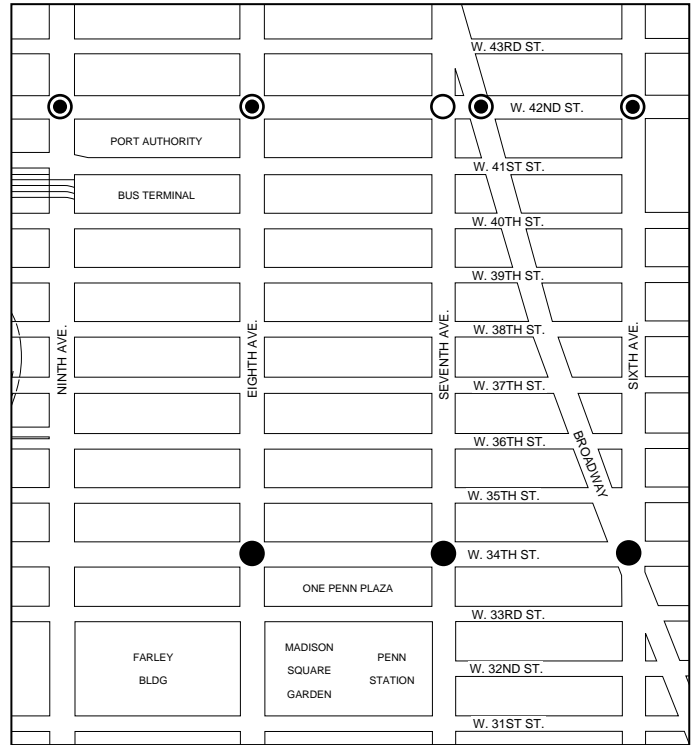 W. 43RD ST.
W. 42ND ST.
PORT AUTHORITY
W. 41ST ST.
BUS TERMINAL
W. 40TH ST.
W. 39TH ST.
NINTH AVE.
EIGHTH AVE.
SEVENTH AVE.
W. 38TH ST.
SIXTH AVE.
W. 37TH ST.
W. 36TH ST.
BROADWAY
W. 35TH ST.
W. 34TH ST.
ONE PENN PLAZA
W. 33RD ST.
FARLEY
BLDG
MADISON
SQUARE
GARDEN
PENN
STATION
W. 32ND ST.
W. 31ST ST.